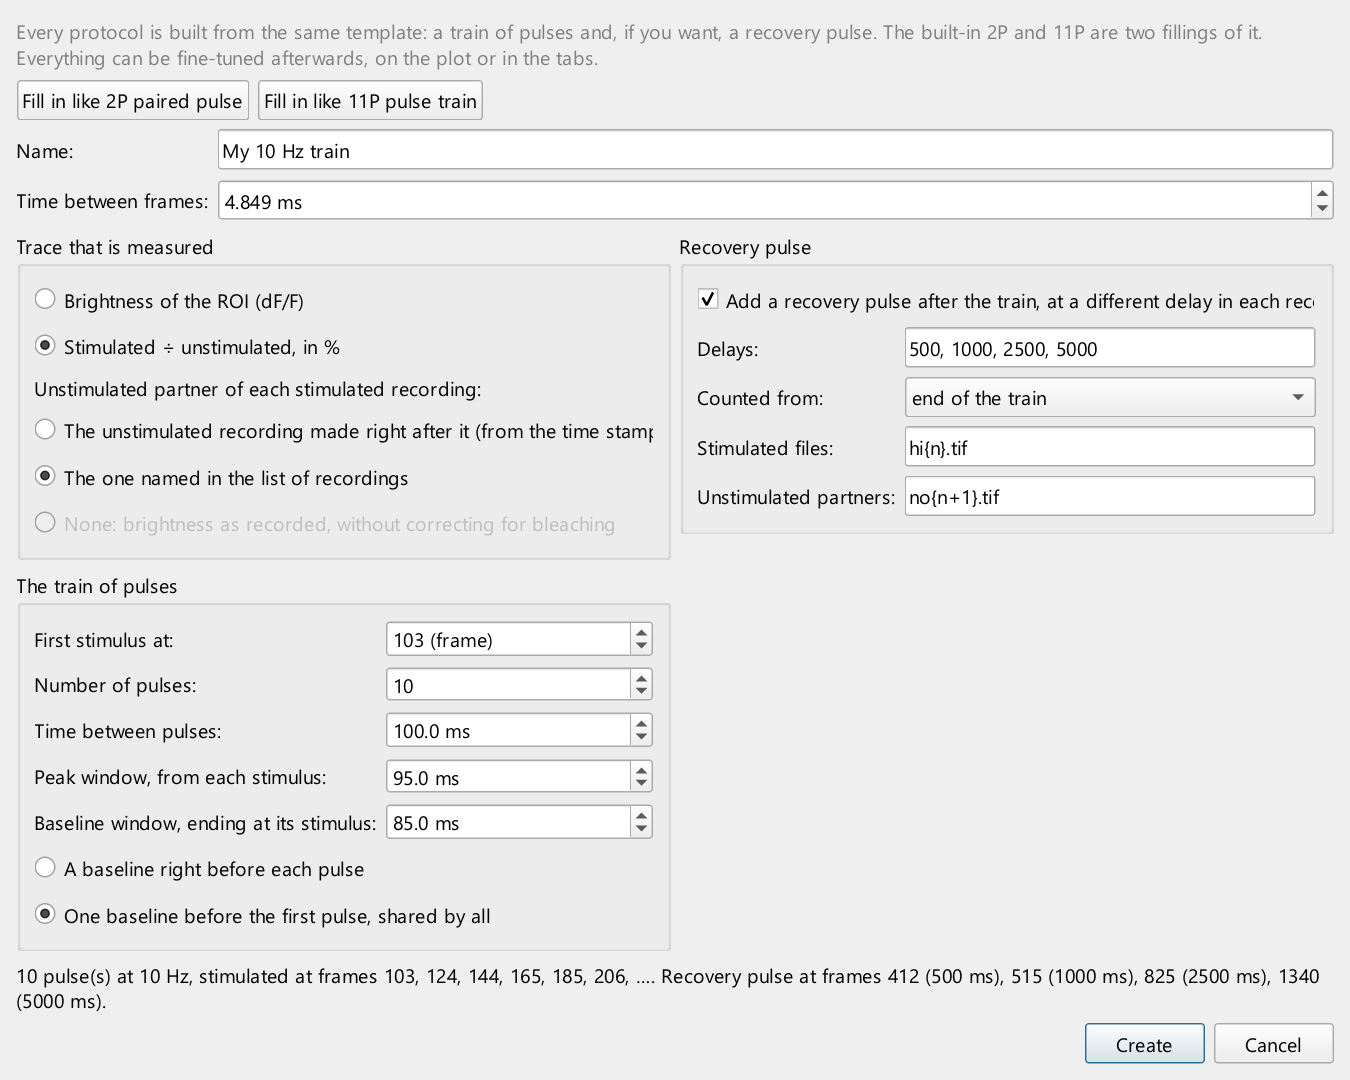 Every protocol is built from the same template: a train of pulses and, if you want, a recovery pulse. The built-in 2P and 11P are two fillings of it.
Everything can be fine-tuned afterwards, on the plot or in the tabs.
Fill in like 2P paired pulse
Fill in like 11P pulse train
Name:
My 10 Hz train
Time between frames:
4.849 ms
Trace that is measured
Brightness of the ROI (dF/F)
Stimulated ÷ unstimulated, in %
Unstimulated partner of each stimulated recording:
The unstimulated recording made right after it (from the time stamp
The one named in the list of recordings
None: brightness as recorded, without correcting for bleaching
Recovery pulse
Add a recovery pulse after the train, at a different delay in each rec
Delays:
500, 1000, 2500, 5000
Counted from:
end of the train
Stimulated files:
hi{n}.tif
Unstimulated partners:
no{n+1}.tif
The train of pulses
First stimulus at:
103 (frame)
Number of pulses:
10
Time between pulses:
100.0 ms
Peak window, from each stimulus:
95.0 ms
Baseline window, ending at its stimulus:
85.0 ms
A baseline right before each pulse
One baseline before the first pulse, shared by all
10 pulse(s) at 10 Hz, stimulated at frames 103, 124, 144, 165, 185, 206, .... Recovery pulse at frames 412 (500 ms), 515 (1000 ms), 825 (2500 ms), 1340
(5000 ms).
Create
Cancel